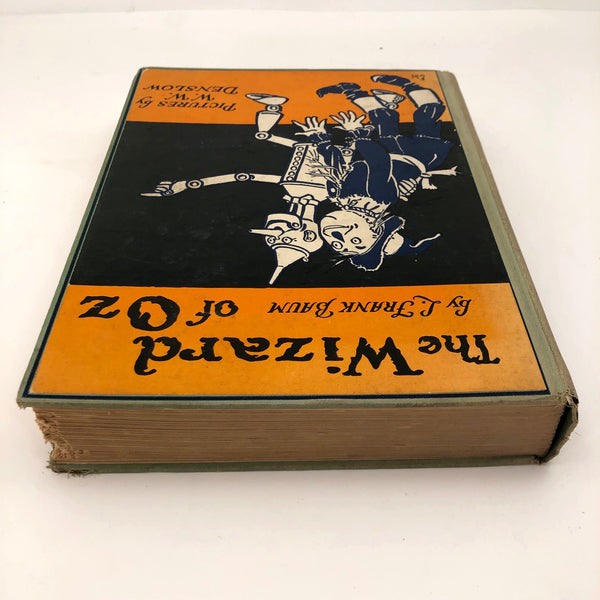 The Wizard
of Oz
by L. Frank Baum
Pictures by
W.W.
Denslow